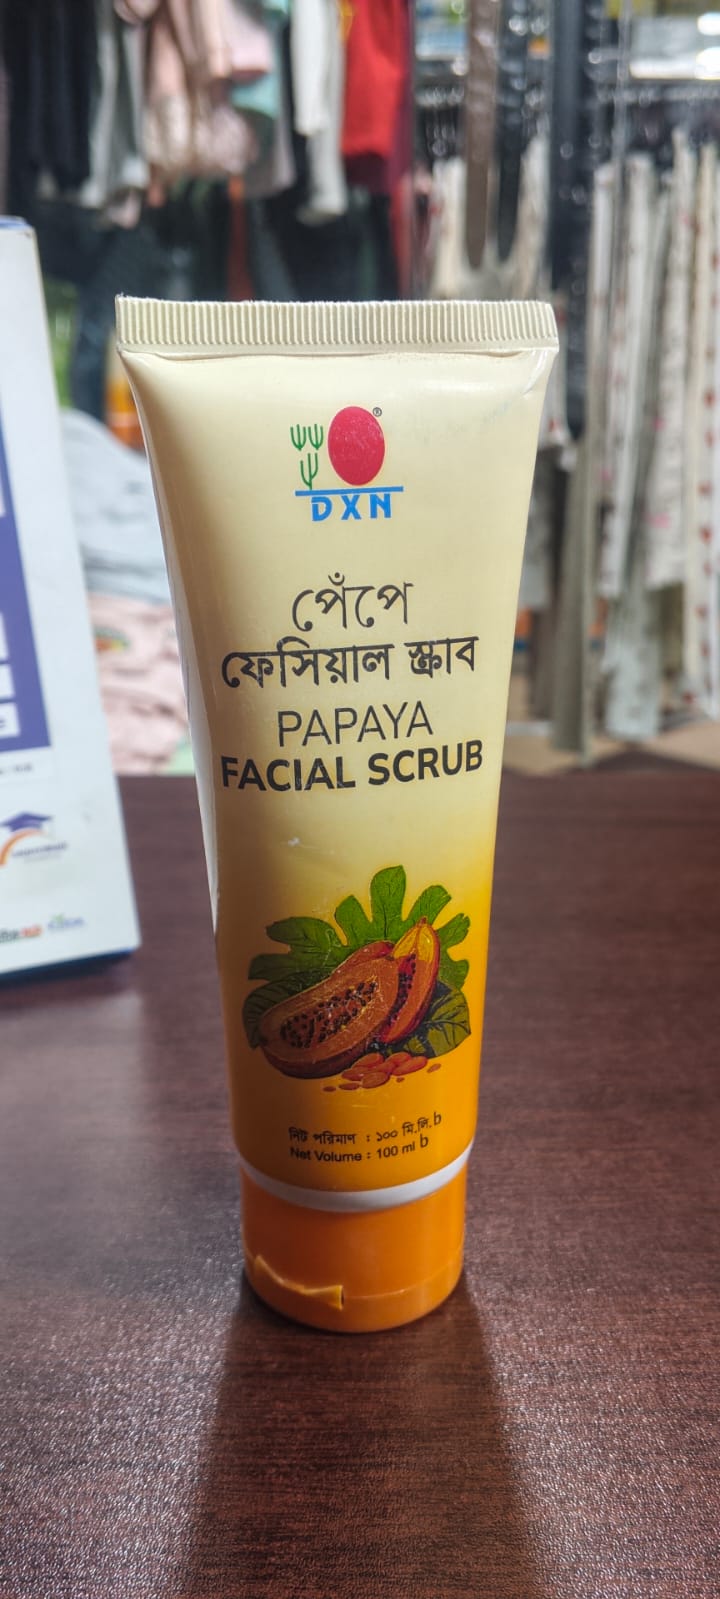 ®
DXN
পেঁপে
ফেসিয়াল স্ক্রাব
PAPAYA
FACIAL SCRUB
নিট পরিমাণ : ১০০ মি.লি. b
Net Volume : 100 ml b